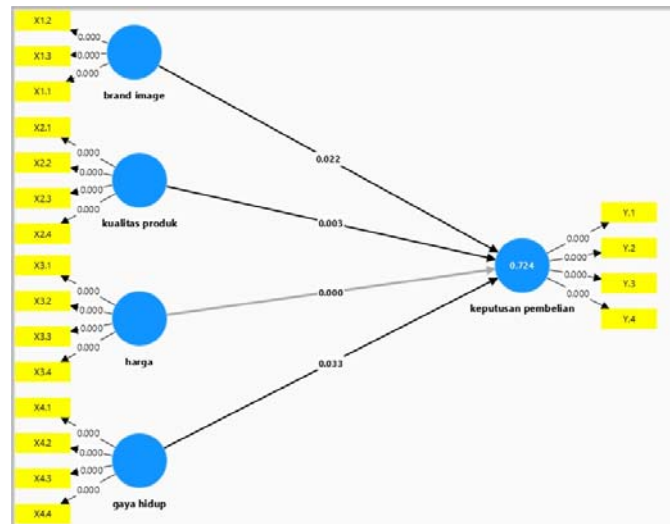 X1.2
0.000
X1.3
0.000
X1.1
0.000
brand image
X2.1
0.000
X2.2
0.000
X2.3
0.000
X2.4
0.000
kualitas produk
X3.1
0.000
X3.2
0.000
X3.3
0.000
X3.4
0.000
harga
X4.1
0.000
X4.2
0.000
X4.3
0.000
X4.4
0.000
gaya hidup
0.022
0.003
0.000
0.033
0.724
keputusan pembelian
Y.1
0.000
Y.2
0.000
Y.3
0.000
Y.4
0.000